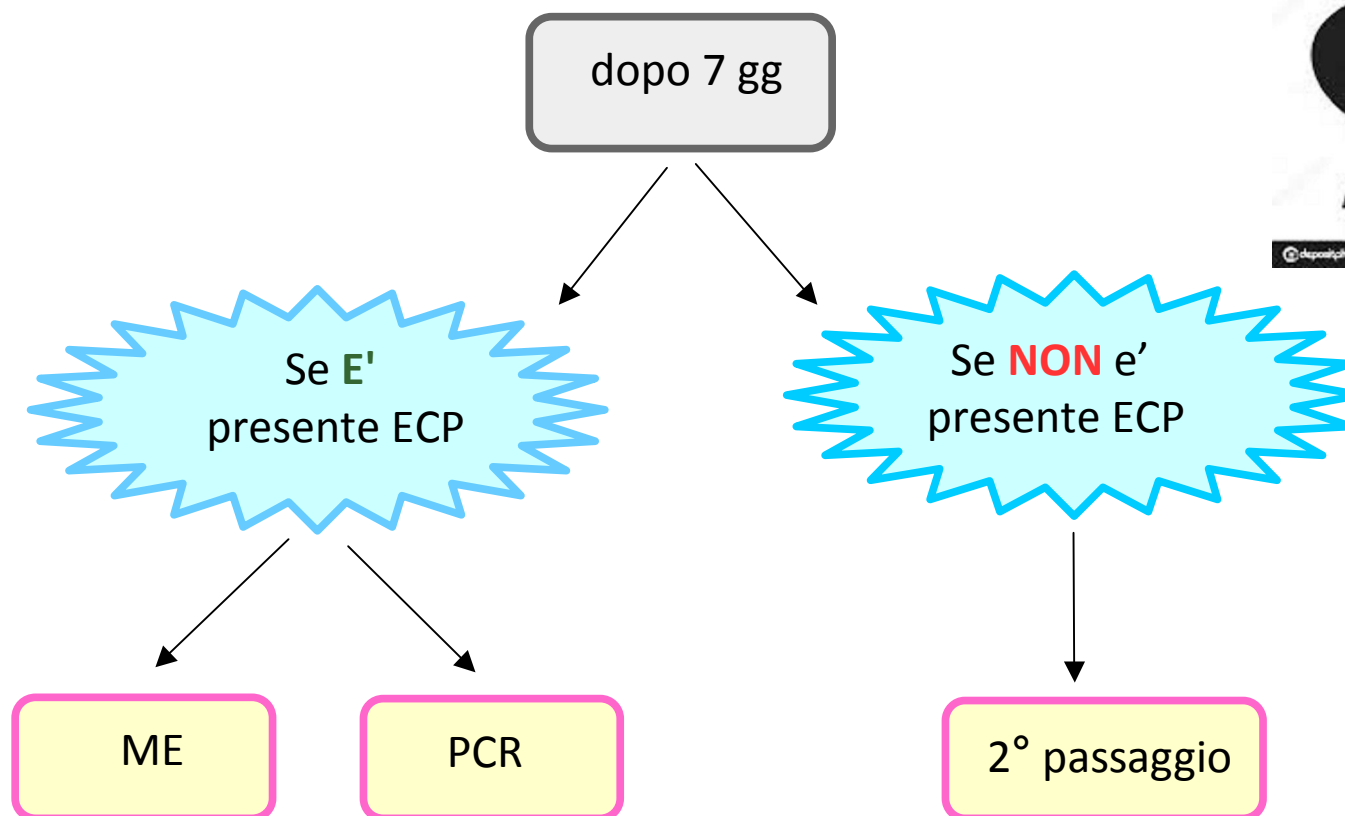 dopo 7 gg
Se E'
presente ECP
Se NON e’
presente ECP
ME
PCR
2° passaggio